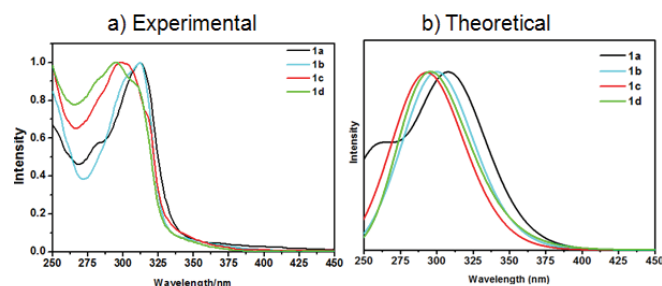 a) Experimental
b) Theoretical
1a
1b
1c
1d
1.0
0.8
0.6
0.4
0.2
0.0
Intensity
250 275 300 325 350 375 400 425 450
Wavelength/nm
1a
1b
1c
1d
Intensity
250 275 300 325 350 375 400 425 450
Wavelength (nm)